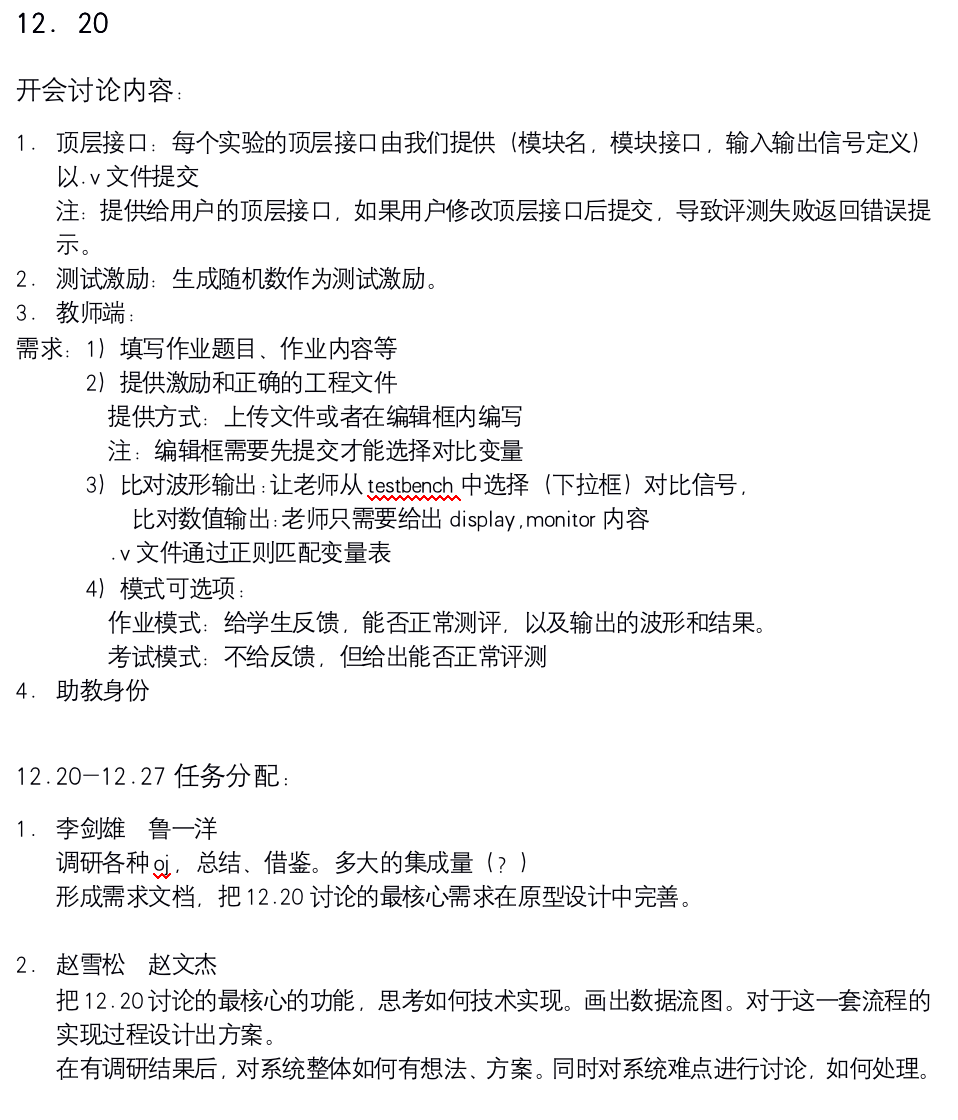 12. 20
开会讨论内容：
1. 顶层接口：每个实验的顶层接口由我们提供（模块名，模块接口，输入输出信号定义）
以.v 文件提交
注：提供给用户的顶层接口，如果用户修改顶层接口后提交，导致评测失败返回错误提
示。
2. 测试激励：生成随机数作为测试激励。
3. 教师端：
需求：1）填写作业题目、作业内容等
2）提供激励和正确的工程文件
提供方式：上传文件或者在编辑框内编写
注：编辑框需要先提交才能选择对比变量
3）比对波形输出：让老师从 testbench 中选择（下拉框）对比信号，
比对数值输出：老师只需要给出 display,monitor 内容
.v 文件通过正则匹配变量表
4）模式可选项：
作业模式：给学生反馈，能否正常测评，以及输出的波形和结果。
考试模式：不给反馈，但给出能否正常评测
4. 助教身份
12.20-12.27 任务分配：
1. 李剑雄 鲁一洋
调研各种 oj，总结、借鉴。多大的集成量（？）
形成需求文档，把 12.20 讨论的最核心需求在原型设计中完善。
2. 赵雪松 赵文杰
把 12.20 讨论的最核心的功能，思考如何技术实现。画出数据流图。对于这一套流程的
实现过程设计出方案。
在有调研结果后，对系统整体如何有想法、方案。同时对系统难点进行讨论，如何处理。